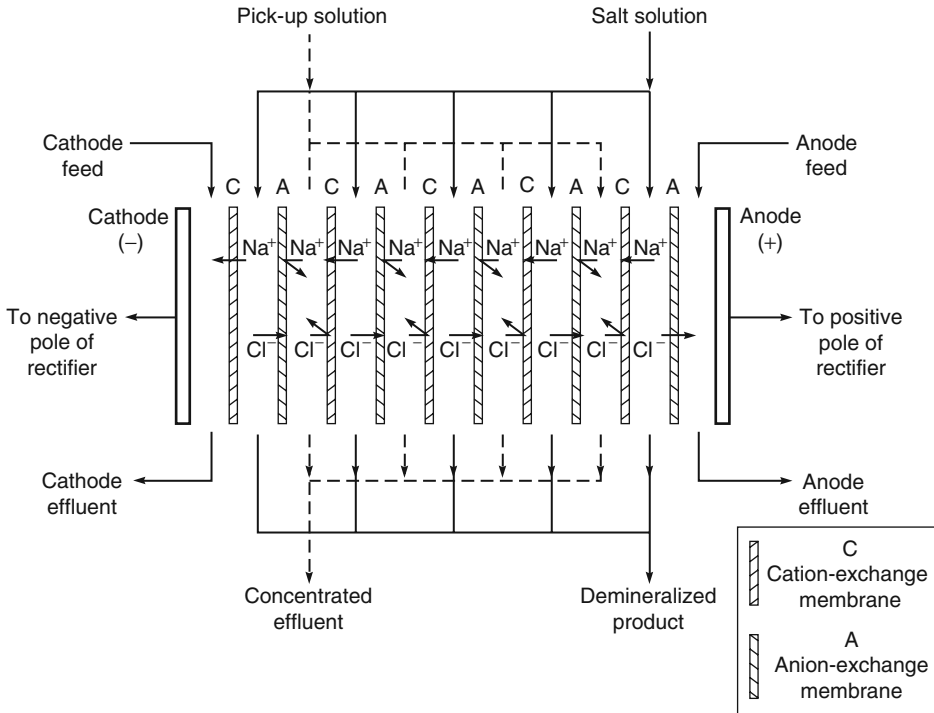 Pick-up solution
Salt solution
Cathode
feed
Anode
feed
C A C A C A C A C A
Cathode
(−)
Anode
(+)
Na+ Na+ Na+ Na+ Na+ Na+ Na+ Na+ Na+
To negative
pole of
rectifier
To positive
pole of
rectifier
Cl− Cl− Cl− Cl− Cl− Cl− Cl− Cl− Cl−
Cathode
effluent
Anode
effluent
Concentrated
effluent
Demineralized
product
C
Cation-exchange
membrane
A
Anion-exchange
membrane